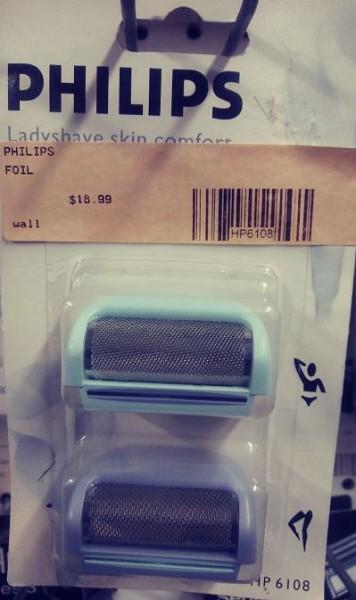 PHILIPS
Ladyshave skin comfort
PHILIPS
FOIL
$18.99
wall
HP6108
HP 6108